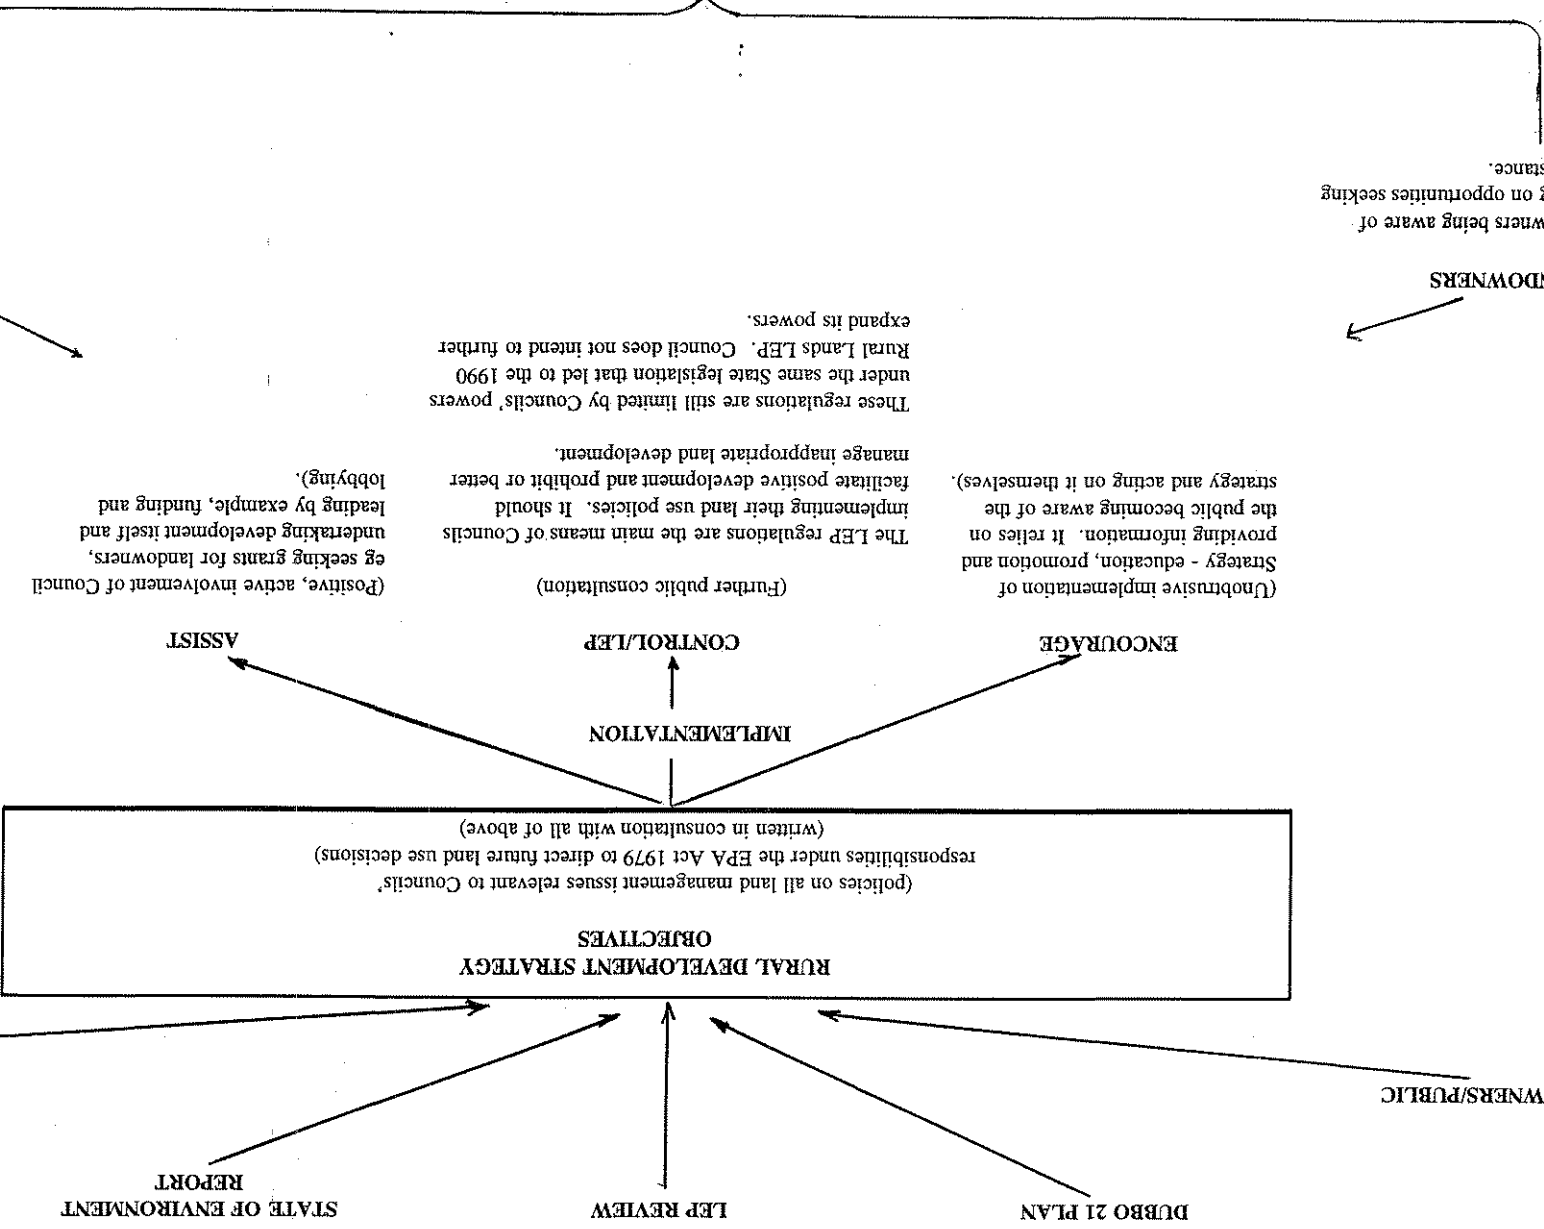 DUBBO 21 PLAN
LEP REVIEW
STATE OF ENVIRONMENT
REPORT
WNERS/PUBLIC
RURAL DEVELOPMENT STRATEGY
OBJECTIVES
(policies on all land management issues relevant to Councils'
responsibilities under the EPA Act 1979 to direct future land use decisions)
(written in consultation with all of above)
IMPLEMENTATION
ENCOURAGE
(Unobtrusive implementation of
Strategy - education, promotion and
providing information. It relies on
the public becoming aware of the
strategy and acting on it themselves).
CONTROL/LEP
(Further public consultation)
The LEP regulations are the main means of Councils
implementing their land use policies. It should
facilitate positive development and prohibit or better
manage inappropriate land development.
These regulations are still limited by Councils' powers
under the same State legislation that led to the 1990
Rural Lands LEP. Council does not intend to further
expand its powers.
ASSIST
(Positive, active involvement of Council
eg seeking grants for landowners,
undertaking development itself and
leading by example, funding and
lobbying).
NDOWNERS
wners being aware of
g on opportunities seeking
stance.